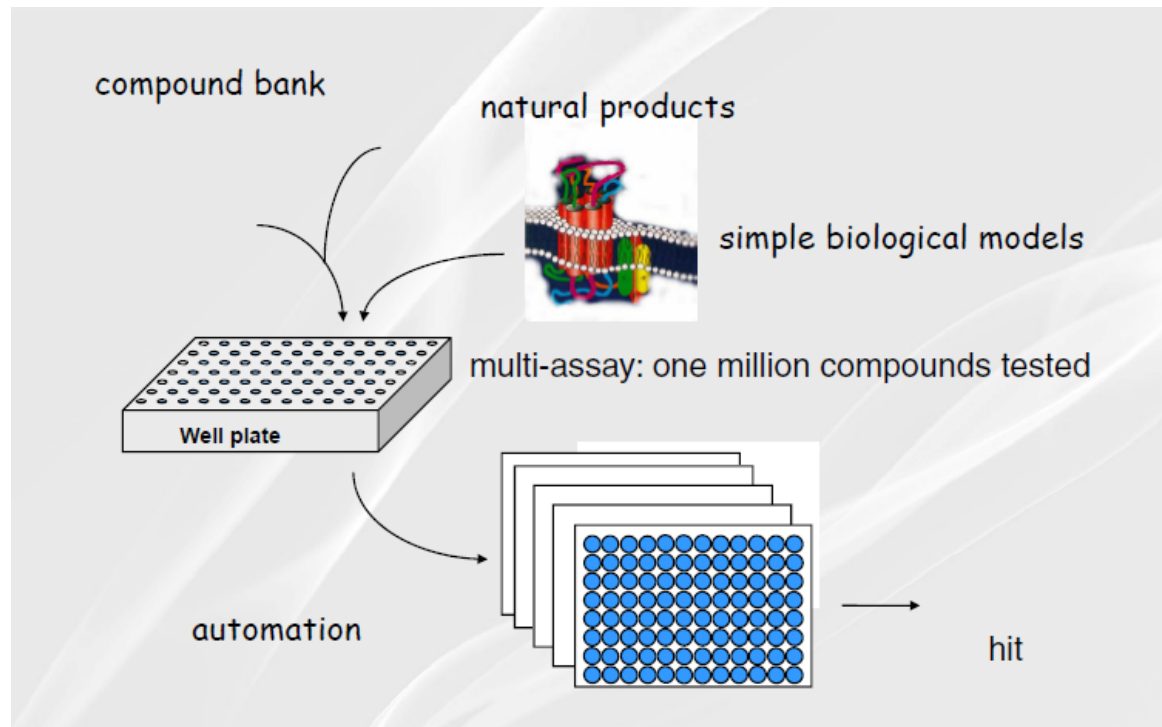 compound bank
natural products
simple biological models
multi-assay: one million compounds tested
Well plate
automation
hit